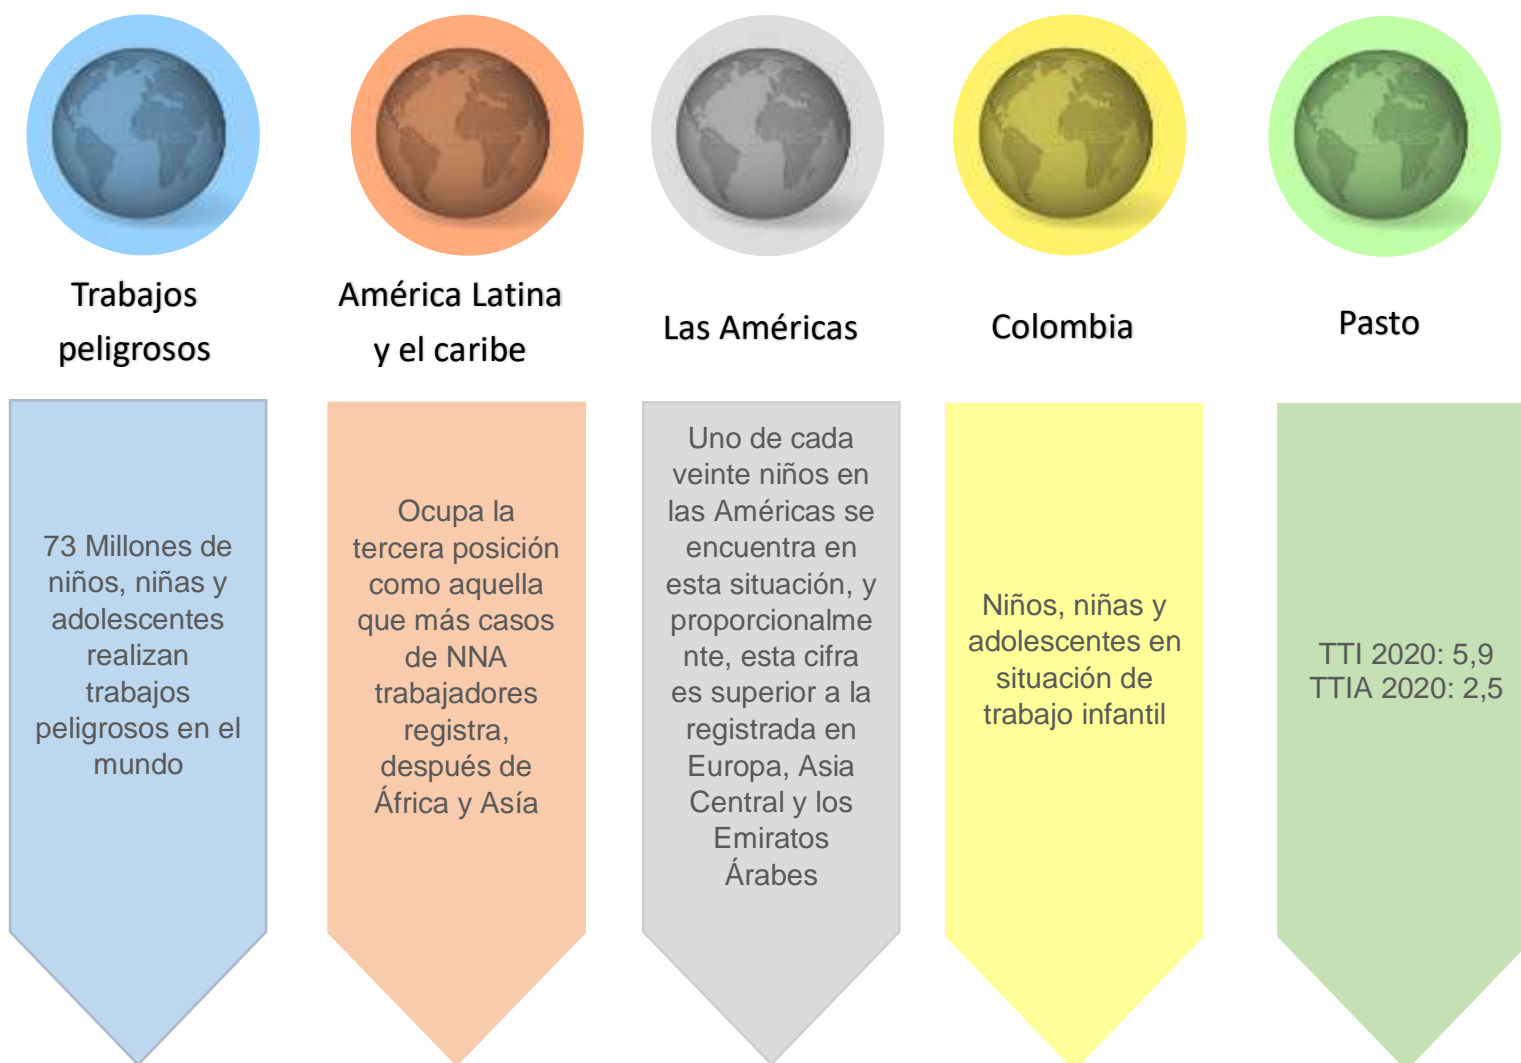 Trabajos
peligrosos
América Latina
y el caribe
Las Américas
Colombia
Pasto
73 Millones de
niños, niñas y
adolescentes
realizan
trabajos
peligrosos en el
mundo
Ocupa la
tercera posición
como aquella
que más casos
de NNA
trabajadores
registra,
después de
África y Asía
Uno de cada
veinte niños en
las Américas se
encuentra en
esta situación, y
proporcionalme
nte, esta cifra
es superior a la
registrada en
Europa, Asia
Central y los
Emiratos
Árabes
Niños, niñas y
adolescentes en
situación de
trabajo infantil
TTI 2020: 5,9
TTIA 2020: 2,5